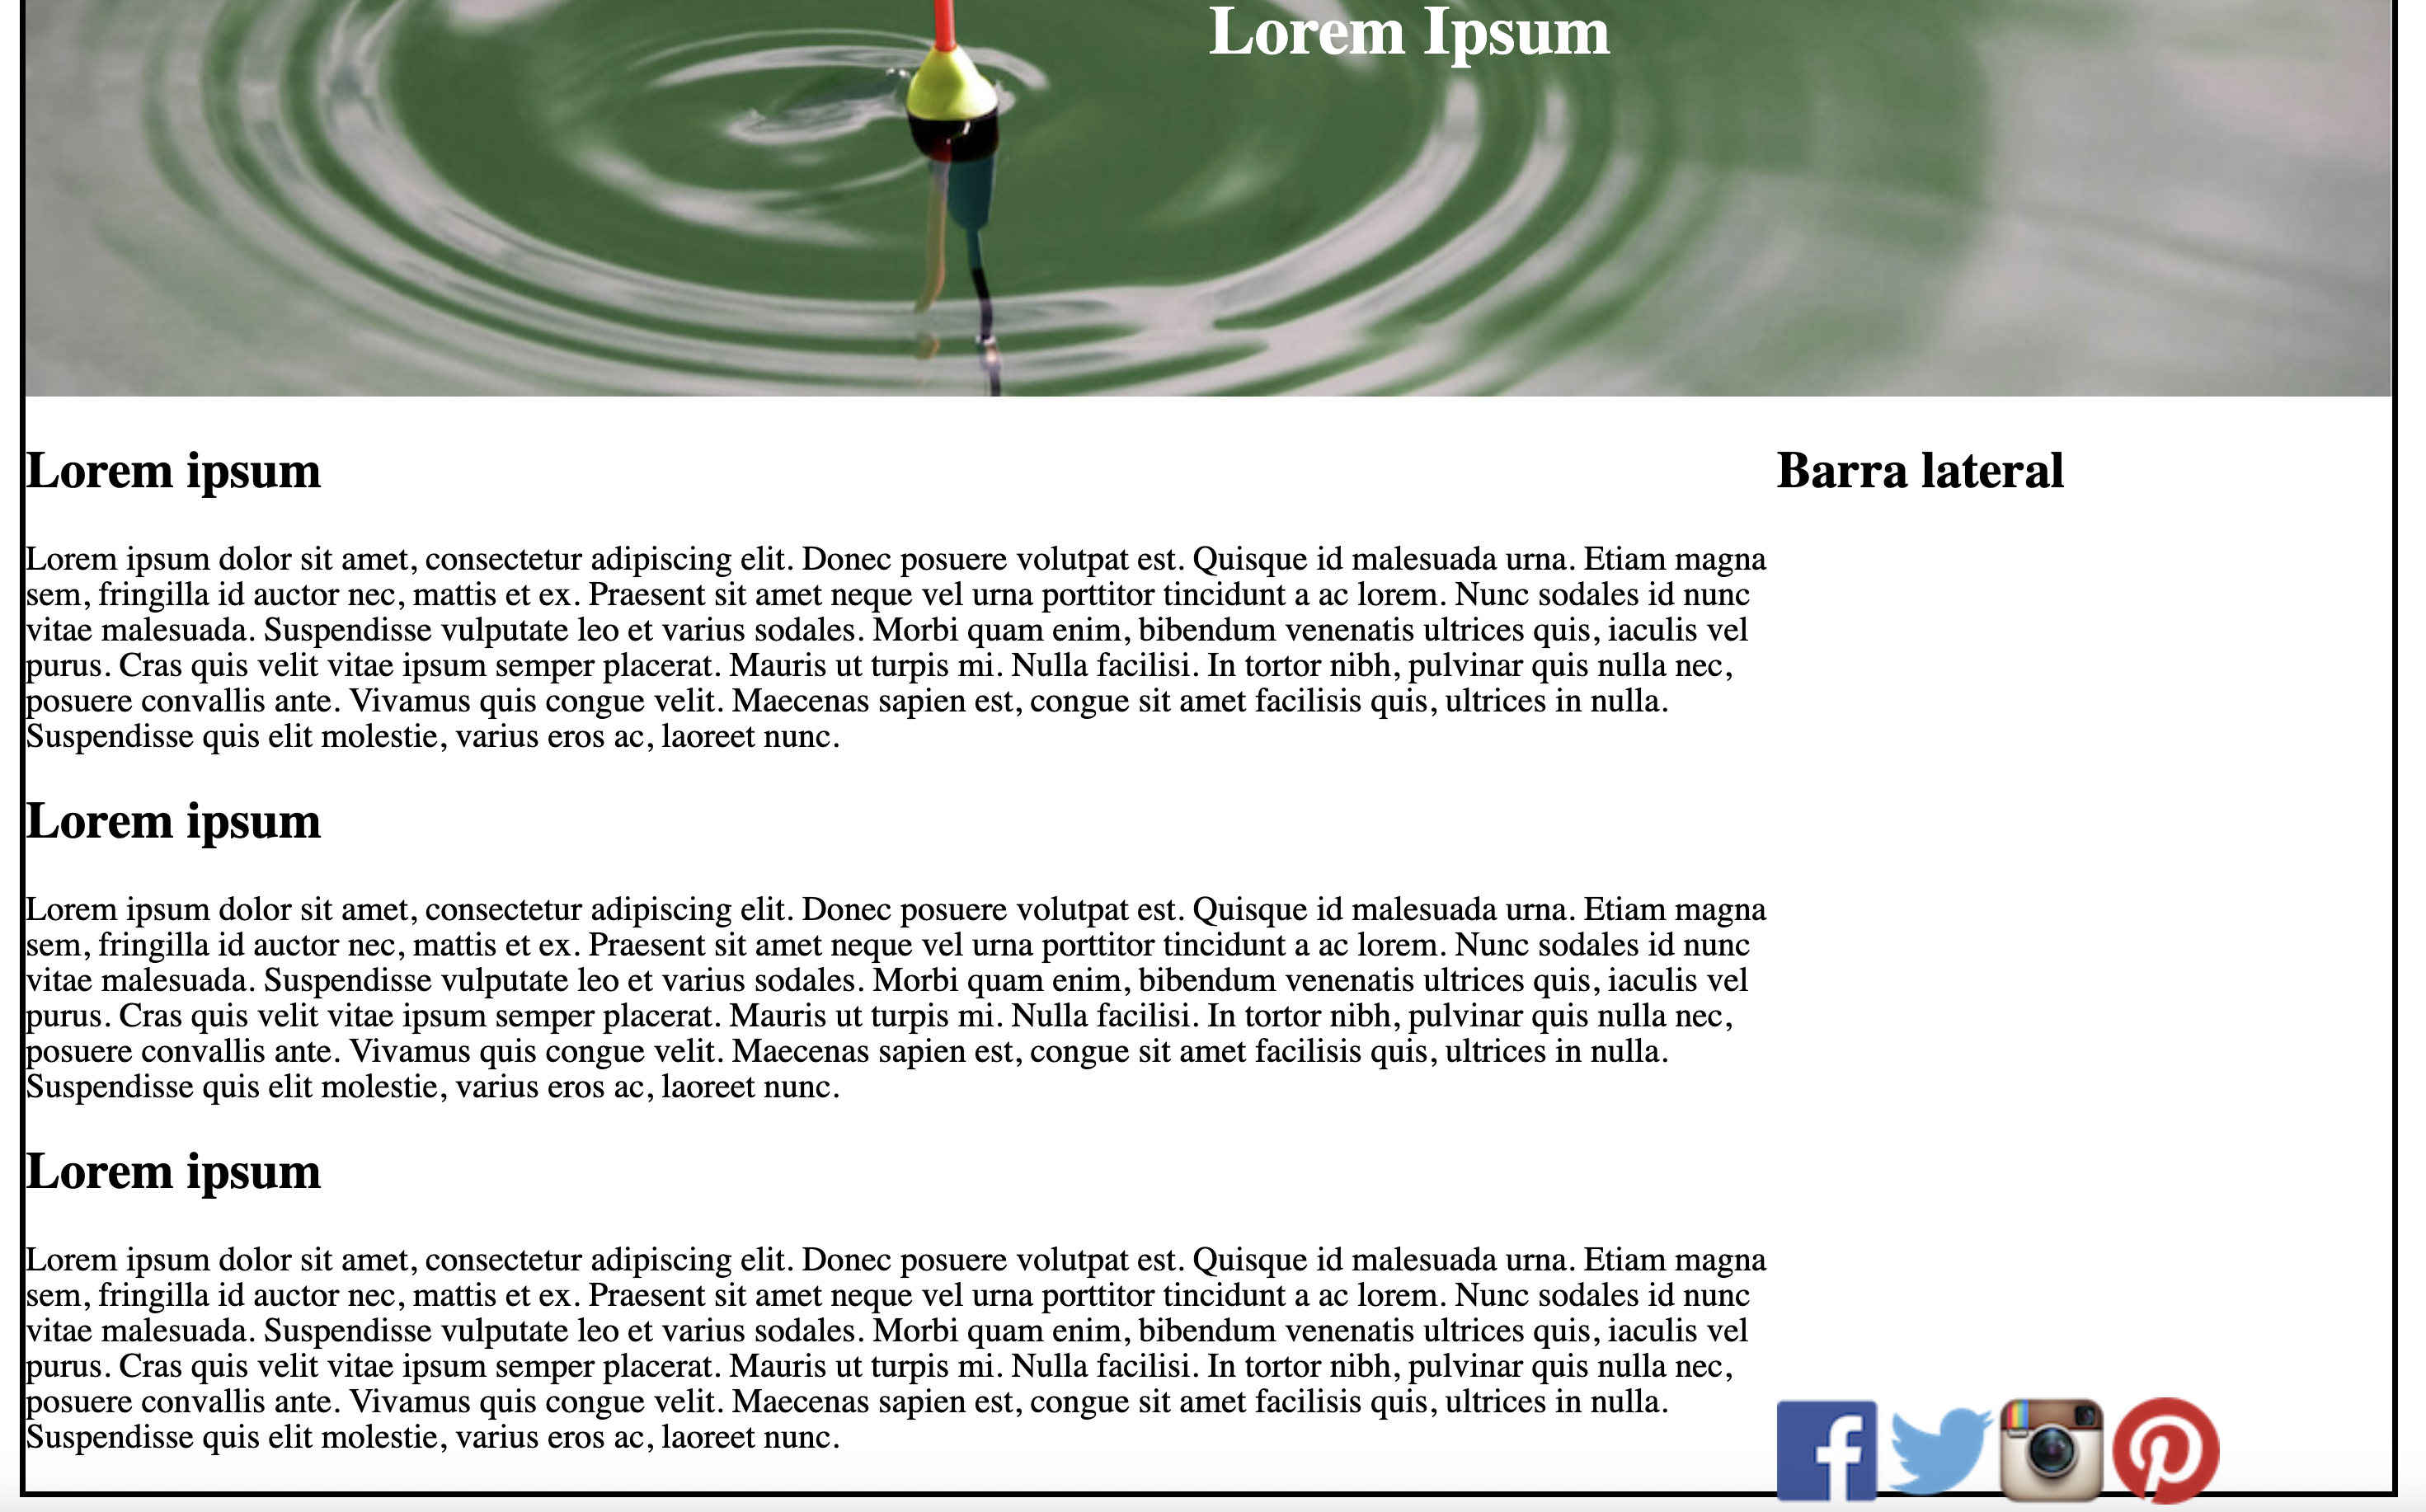 Lorem Ipsum
Lorem ipsum
Lorem ipsum dolor sit amet, consectetur adipiscing elit. Donec posuere volutpat est. Quisque id malesuada urna. Etiam magna
sem, fringilla id auctor nec, mattis et ex. Praesent sit amet neque vel urna porttitor tincidunt a ac lorem. Nunc sodales id nunc
vitae malesuada. Suspendisse vulputate leo et varius sodales. Morbi quam enim, bibendum venenatis ultrices quis, iaculis vel
purus. Cras quis velit vitae ipsum semper placerat. Mauris ut turpis mi. Nulla facilisi. In tortor nibh, pulvinar quis nulla nec,
posuere convallis ante. Vivamus quis congue velit. Maecenas sapien est, congue sit amet facilisis quis, ultrices in nulla.
Suspendisse quis elit molestie, varius eros ac, laoreet nunc.
Lorem ipsum
Lorem ipsum dolor sit amet, consectetur adipiscing elit. Donec posuere volutpat est. Quisque id malesuada urna. Etiam magna
sem, fringilla id auctor nec, mattis et ex. Praesent sit amet neque vel urna porttitor tincidunt a ac lorem. Nunc sodales id nunc
vitae malesuada. Suspendisse vulputate leo et varius sodales. Morbi quam enim, bibendum venenatis ultrices quis, iaculis vel
purus. Cras quis velit vitae ipsum semper placerat. Mauris ut turpis mi. Nulla facilisi. In tortor nibh, pulvinar quis nulla nec,
posuere convallis ante. Vivamus quis congue velit. Maecenas sapien est, congue sit amet facilisis quis, ultrices in nulla.
Suspendisse quis elit molestie, varius eros ac, laoreet nunc.
Lorem ipsum
Lorem ipsum dolor sit amet, consectetur adipiscing elit. Donec posuere volutpat est. Quisque id malesuada urna. Etiam magna
sem, fringilla id auctor nec, mattis et ex. Praesent sit amet neque vel urna porttitor tincidunt a ac lorem. Nunc sodales id nunc
vitae malesuada. Suspendisse vulputate leo et varius sodales. Morbi quam enim, bibendum venenatis ultrices quis, iaculis vel
purus. Cras quis velit vitae ipsum semper placerat. Mauris ut turpis mi. Nulla facilisi. In tortor nibh, pulvinar quis nulla nec,
posuere convallis ante. Vivamus quis congue velit. Maecenas sapien est, congue sit amet facilisis quis, ultrices in nulla.
Suspendisse quis elit molestie, varius eros ac, laoreet nunc.
Barra lateral